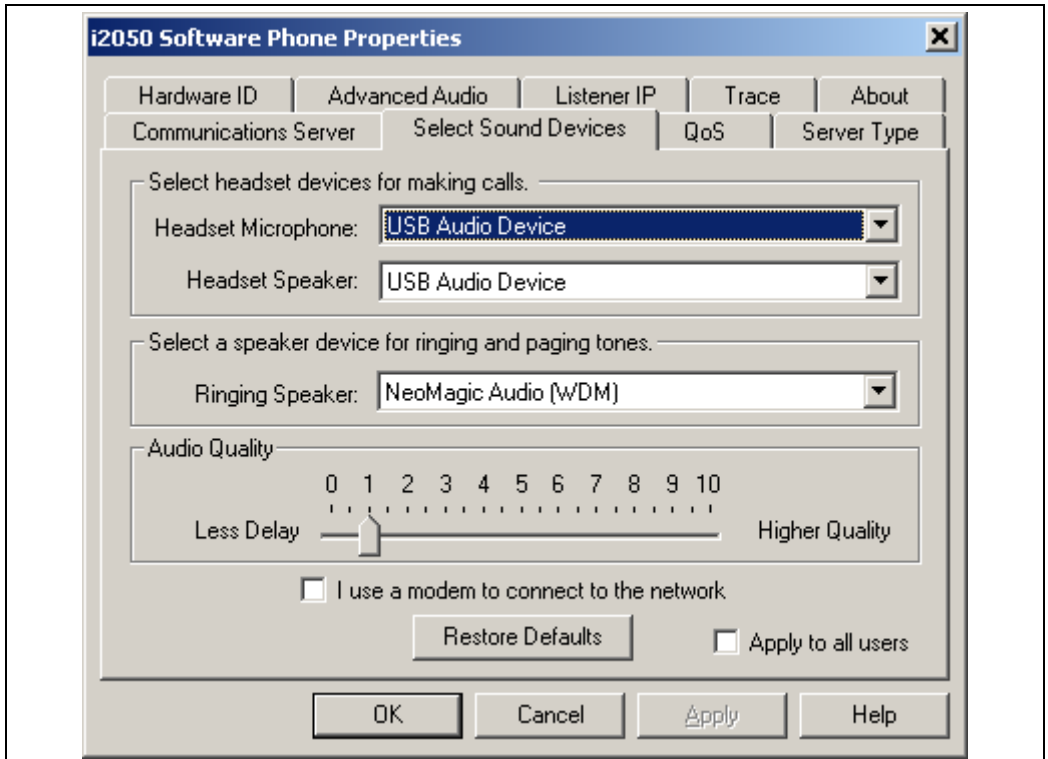 i2050 Software Phone Properties
Hardware ID Advanced Audio Listener IP Trace About
Communications Server Select Sound Devices QoS Server Type
Select headset devices for making calls.
Headset Microphone: USB Audio Device
Headset Speaker: USB Audio Device
Select a speaker device for ringing and paging tones.
Ringing Speaker: NeoMagic Audio (WDM)
Audio Quality
0 1 2 3 4 5 6 7 8 9 10
Less Delay Higher Quality
I use a modem to connect to the network
Restore Defaults Apply to all users
OK Cancel Apply Help